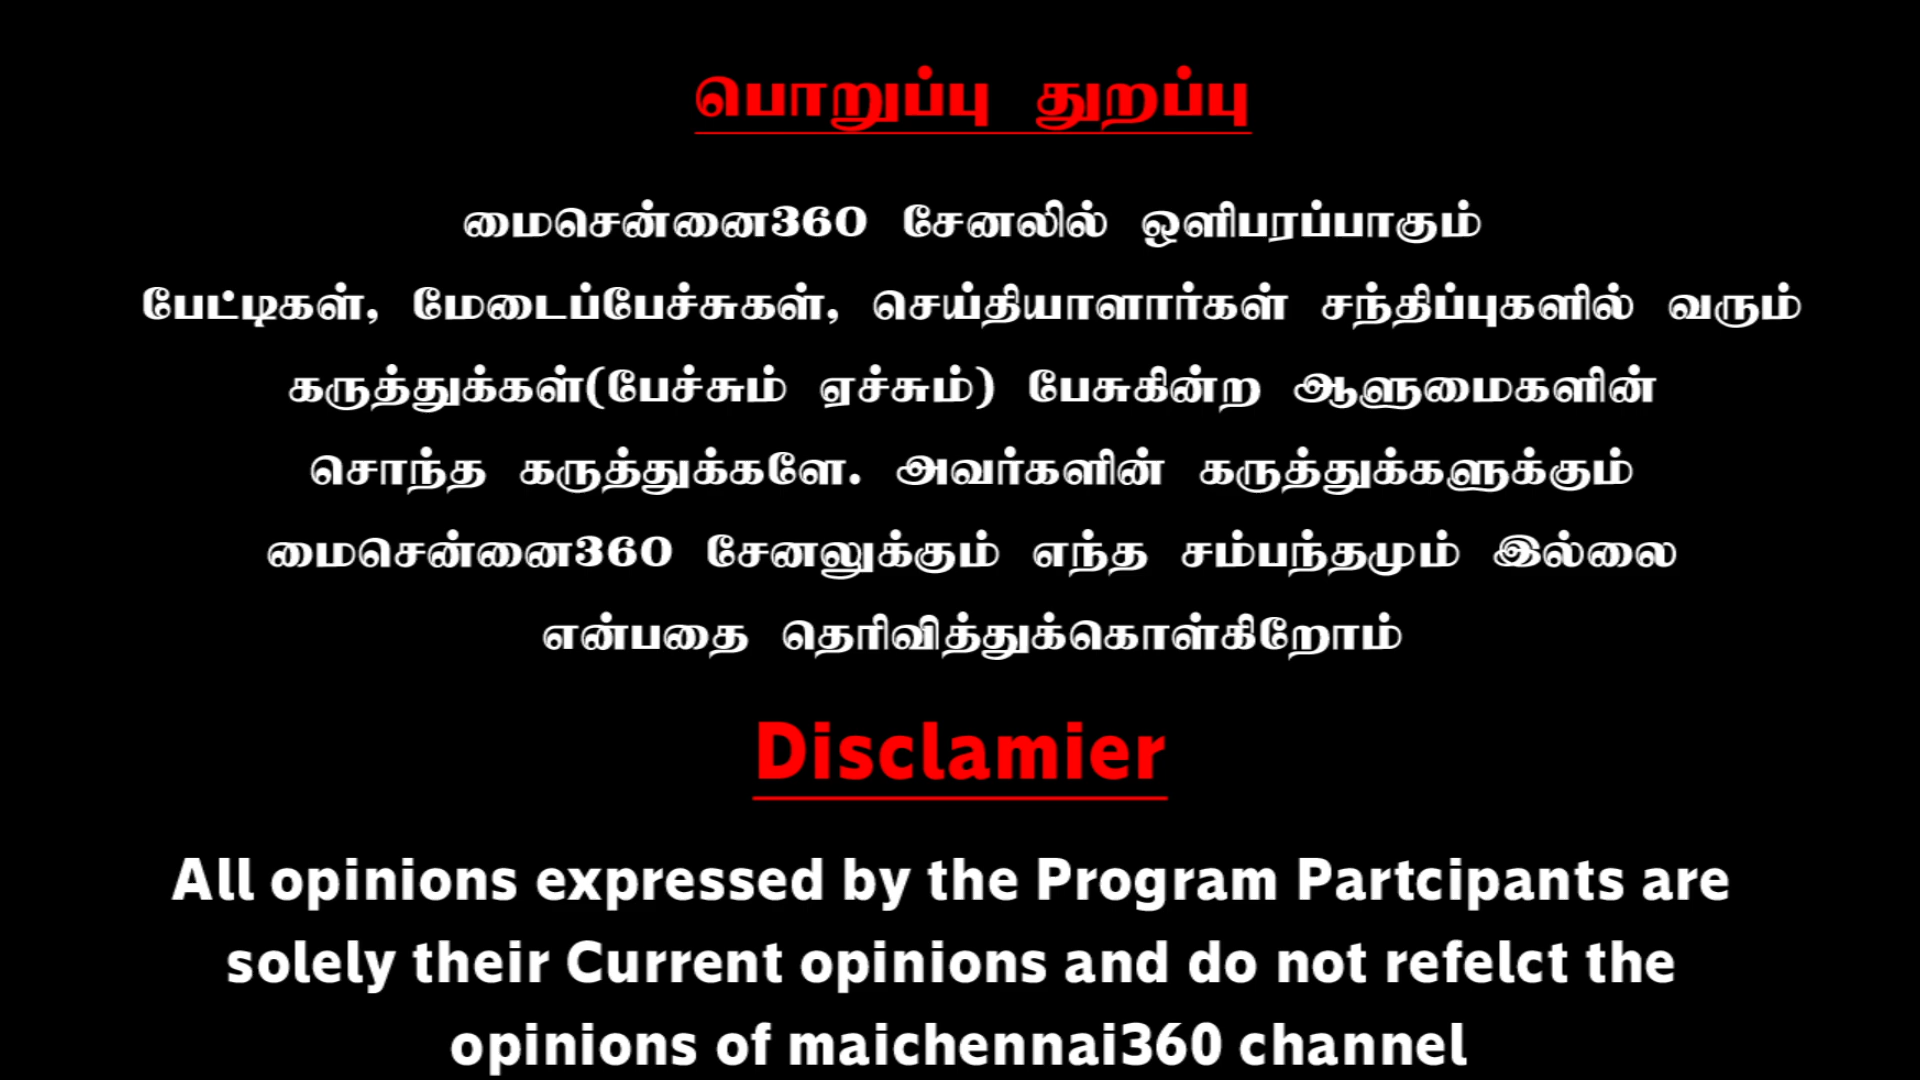 பொறுப்பு துறப்பு
மைசென்னை360 சேனலில் ஒளிபரப்பாகும்
பேட்டிகள், மேடைப்பேச்சுகள், செய்தியாளார்கள் சந்திப்புகளில் வரும்
கருத்துக்கள்(பேச்சும் ஏச்சும்) பேசுகின்ற ஆளுமைகளின்
சொந்த கருத்துக்களே. அவர்களின் கருத்துக்களுக்கும்
மைசென்னை360 சேனலுக்கும் எந்த சம்பந்தமும் இல்லை
என்பதை தெரிவித்துக்கொள்கிறோம்
Disclamier
All opinions expressed by the Program Partcipants are
solely their Current opinions and do not refelct the
opinions of maichennai360 channel